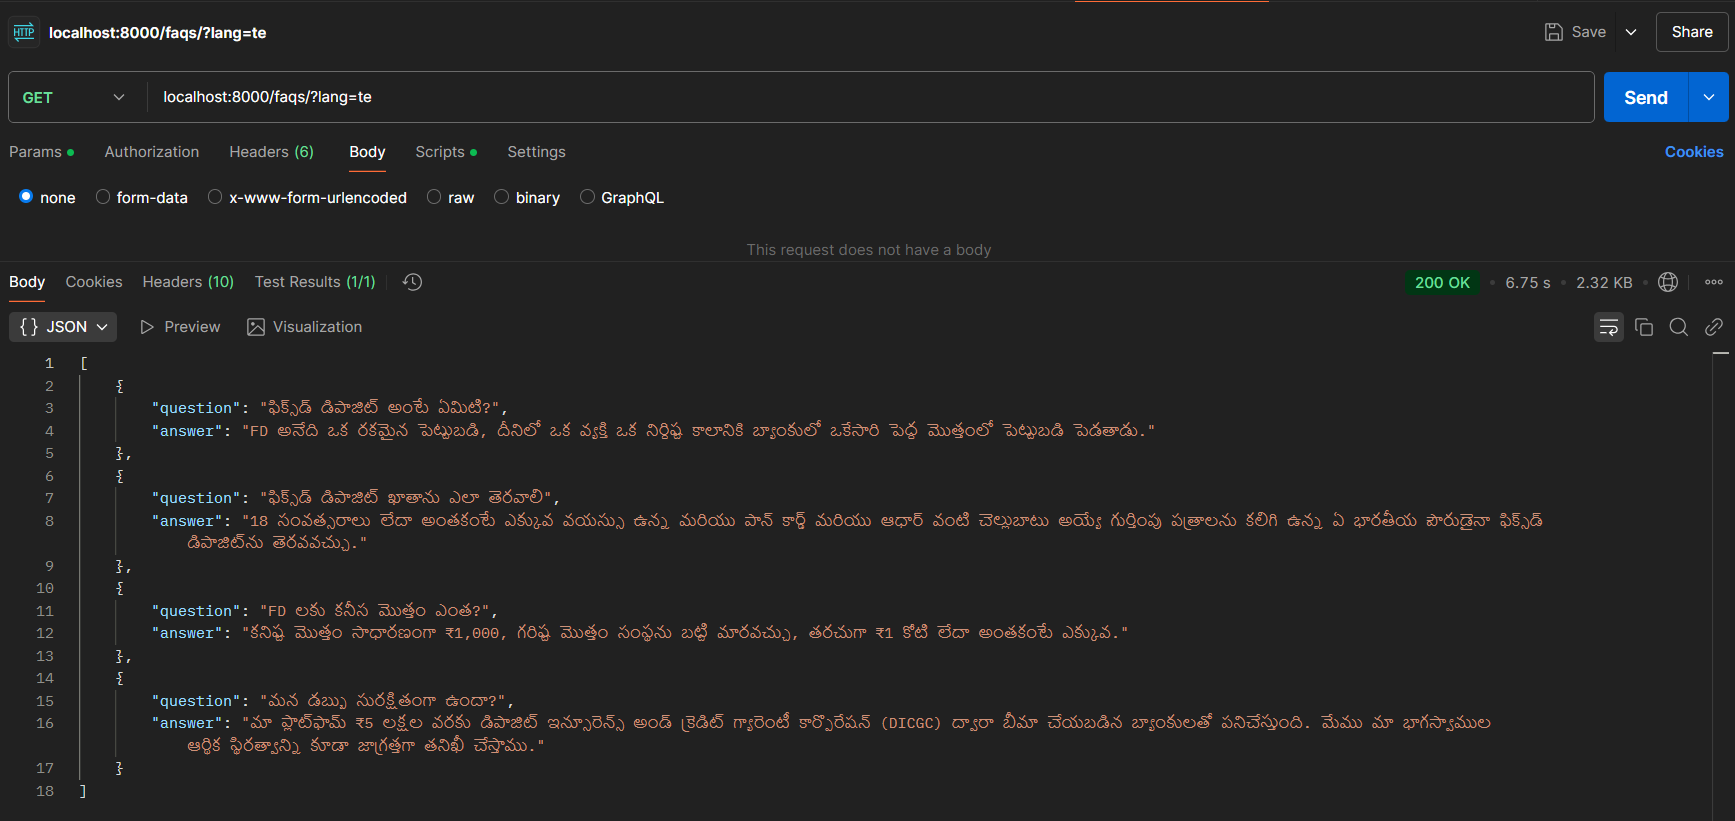 HTTP localhost:8000/faqs/?lang=te Save Share
GET localhost:8000/faqs/?lang=te Send
Params Authorization Headers (6) Body Scripts Settings Cookies
none form-data x-www-form-urlencoded raw binary GraphQL
This request does not have a body
Body Cookies Headers (10) Test Results (1/1) 200 OK 6.75 s 2.32 KB
{} JSON Preview Visualization
1 [
2 {
3 "question": "ఫిక్స్‌డ్ డిపాజిట్ అంటే ఏమిటి?",
4 "answer": "FD అనేది ఒక రకమైన పెట్టుబడి, దీనిలో ఒక వ్యక్తి ఒక నిర్దిష్ట కాలానికి బ్యాంకులో ఒకేసారి పెద్ద మొత్తంలో పెట్టుబడి పెడతాడు."
5 },
6 {
7 "question": "ఫిక్స్‌డ్ డిపాజిట్ ఖాతాను ఎలా తెరవాలి",
8 "answer": "18 సంవత్సరాలు లేదా అంతకంటే ఎక్కువ వయస్సు ఉన్న మరియు పాన్ కార్డ్ మరియు ఆధార్ వంటి చెల్లుబాటు అయ్యే గుర్తింపు పత్రాలను కలిగి ఉన్న ఏ భారతీయ పౌరుడైనా ఫిక్స్‌డ్
డిపాజిట్‌ను తెరవవచ్చు."
9 },
10 {
11 "question": "FD లకు కనీస మొత్తం ఎంత?",
12 "answer": "కనిష్ట మొత్తం సాధారణంగా ₹1,000, గరిష్ట మొత్తం సంస్థను బట్టి మారవచ్చు, తరచుగా ₹1 కోటి లేదా అంతకంటే ఎక్కువ."
13 },
14 {
15 "question": "మన డబ్బు సురక్షితంగా ఉందా?",
16 "answer": "మా ప్లాట్‌ఫామ్ ₹5 లక్షల వరకు డిపాజిట్ ఇన్సూరెన్స్ అండ్ క్రెడిట్ గ్యారెంటీ కార్పొరేషన్ (DICGC) ద్వారా బీమా చేయబడిన బ్యాంకులతో పనిచేస్తుంది. మేము మా భాగస్వాముల
ఆర్థిక స్థిరత్వాన్ని కూడా జాగ్రత్తగా తనిఖీ చేస్తాము."
17 }
18 ]